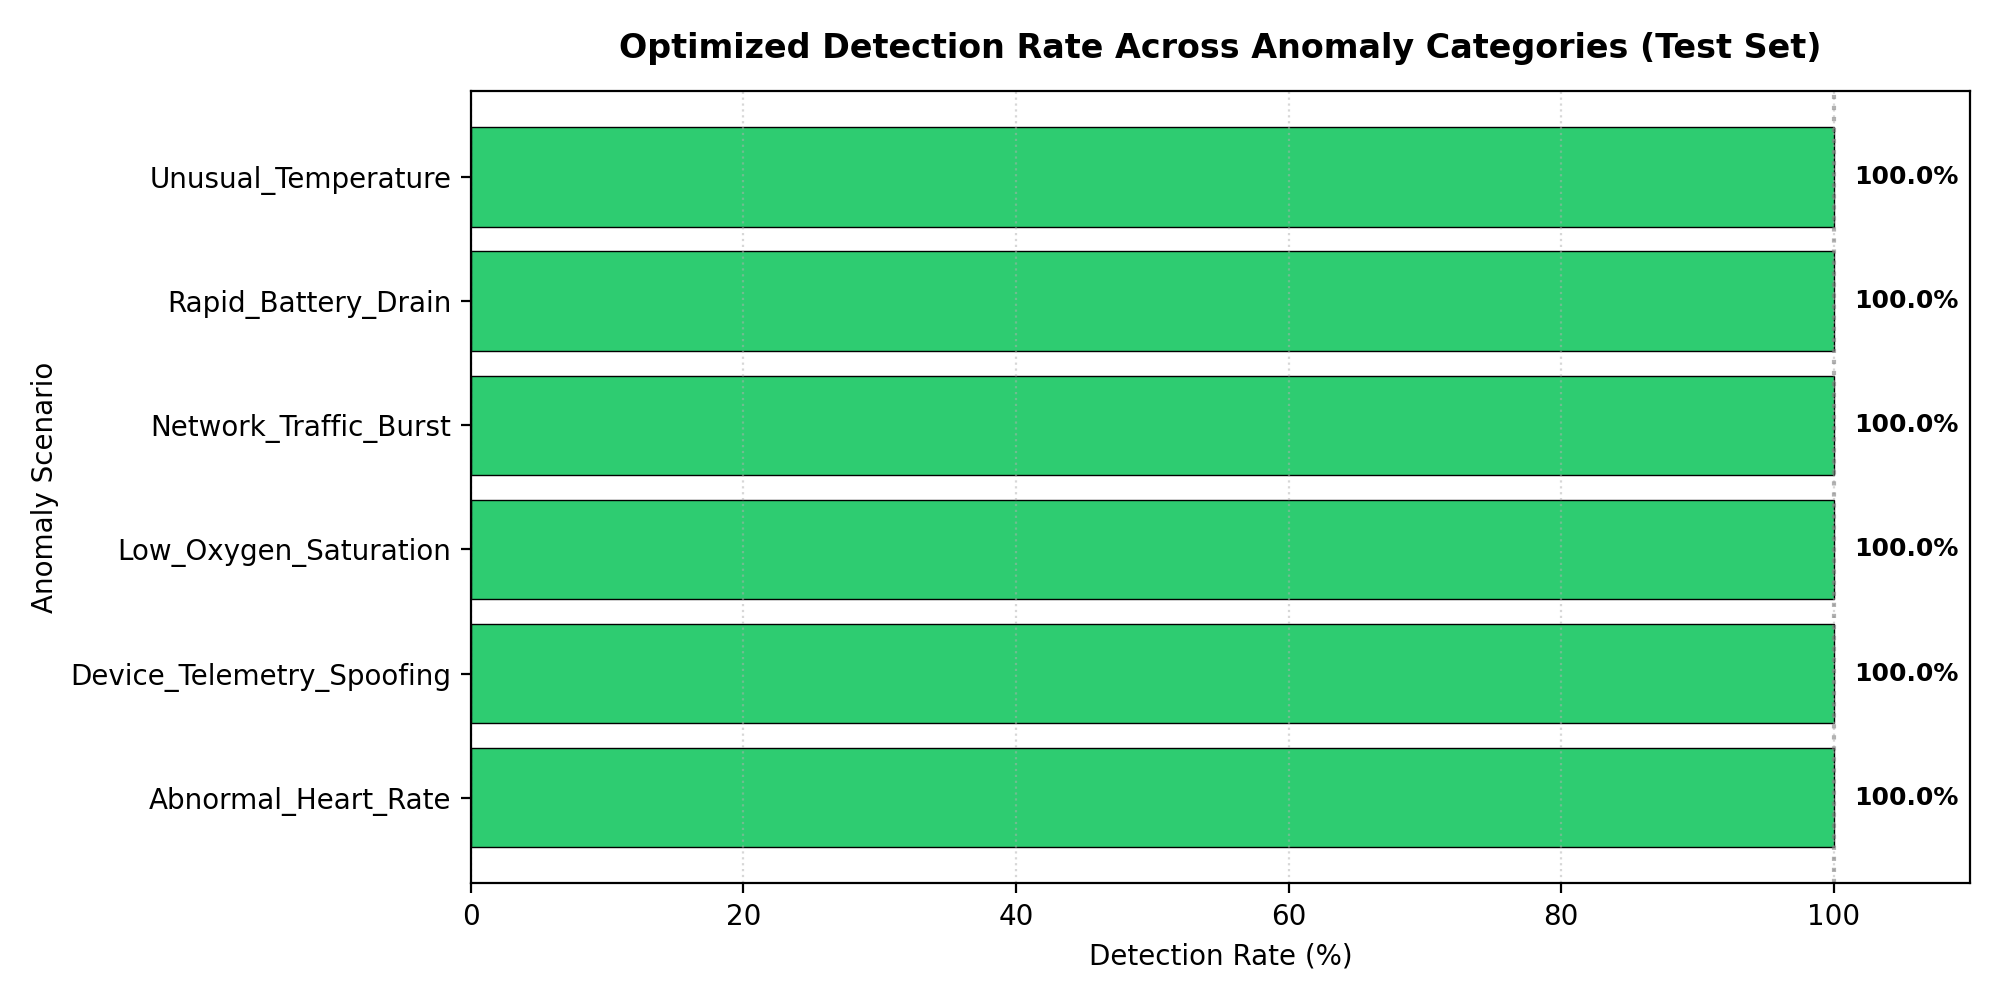 Optimized Detection Rate Across Anomaly Categories (Test Set)
Anomaly Scenario
Unusual_Temperature
100.0%
Rapid_Battery_Drain
100.0%
Network_Traffic_Burst
100.0%
Low_Oxygen_Saturation
100.0%
Device_Telemetry_Spoofing
100.0%
Abnormal_Heart_Rate
100.0%
0 20 40 60 80 100
Detection Rate (%)